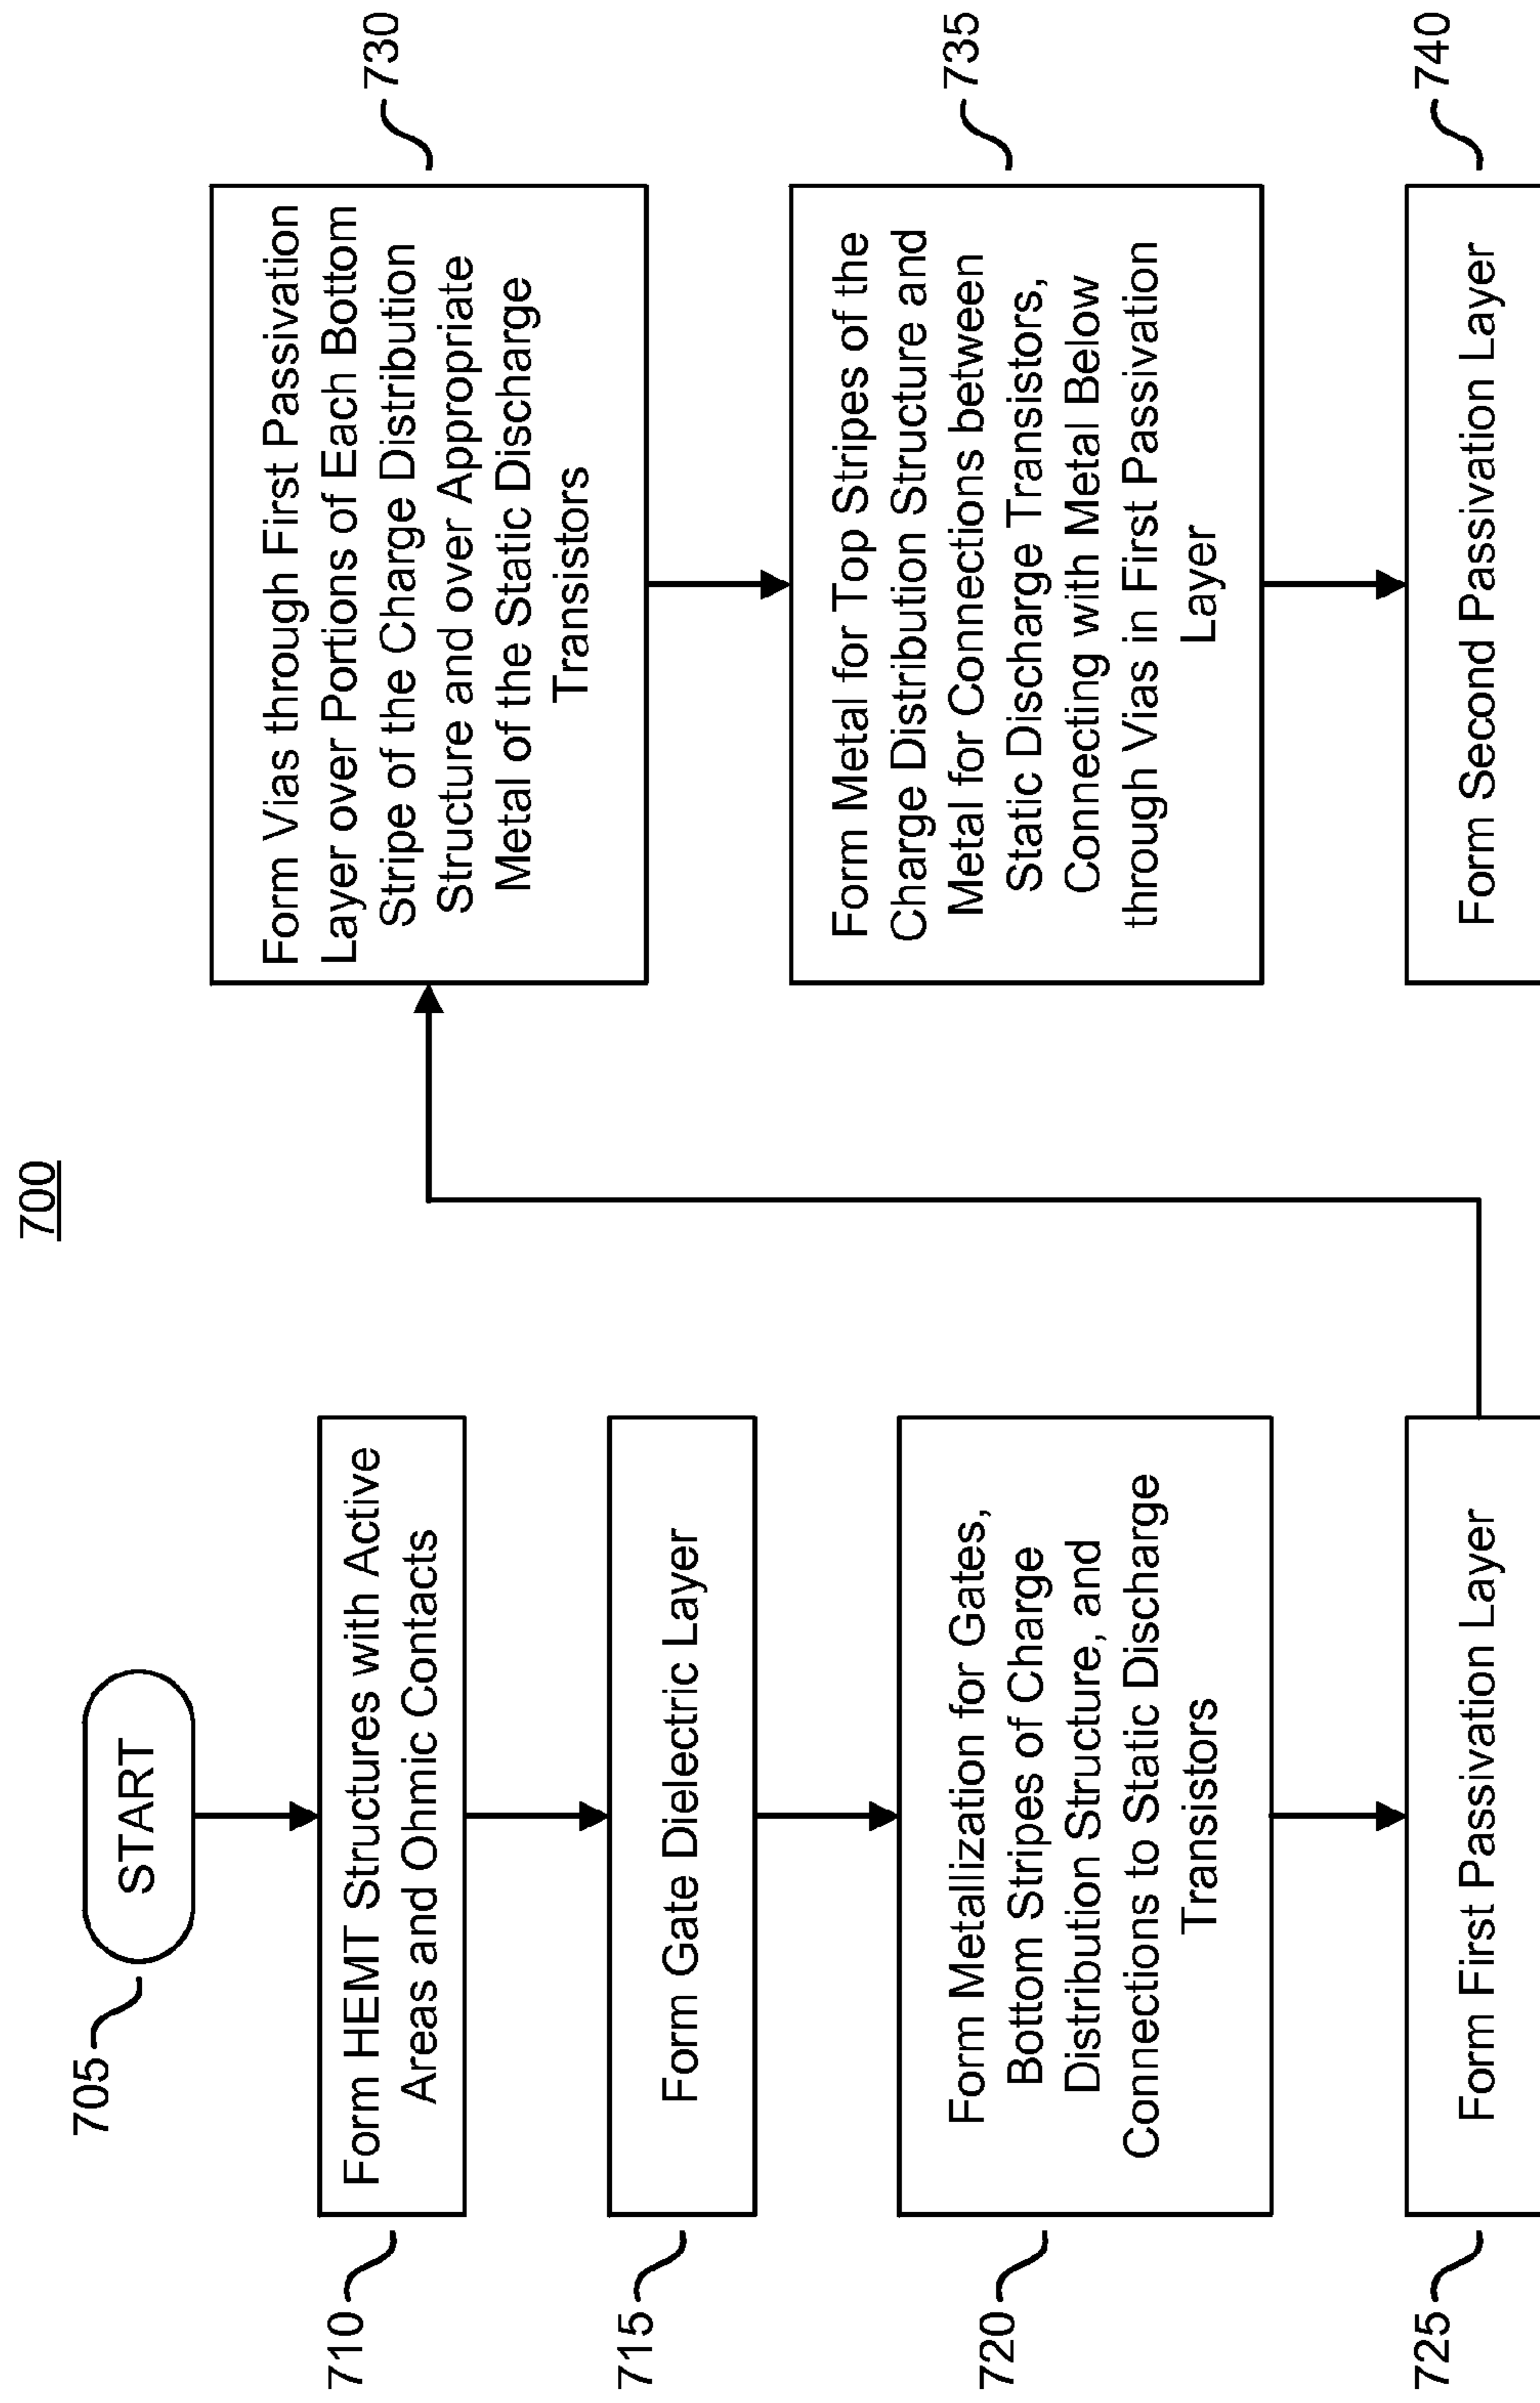 700
705
START
710
Form HEMT Structures with Active
Areas and Ohmic Contacts
715
Form Gate Dielectric Layer
720
Form Metallization for Gates,
Bottom Stripes of Charge
Distribution Structure, and
Connections to Static Discharge
Transistors
725
Form First Passivation Layer
730
Form Vias through First Passivation
Layer over Portions of Each Bottom
Stripe of the Charge Distribution
Structure and over Appropriate
Metal of the Static Discharge
Transistors
735
Form Metal for Top Stripes of the
Charge Distribution Structure and
Metal for Connections between
Static Discharge Transistors,
Connecting with Metal Below
through Vias in First Passivation
Layer
740
Form Second Passivation Layer